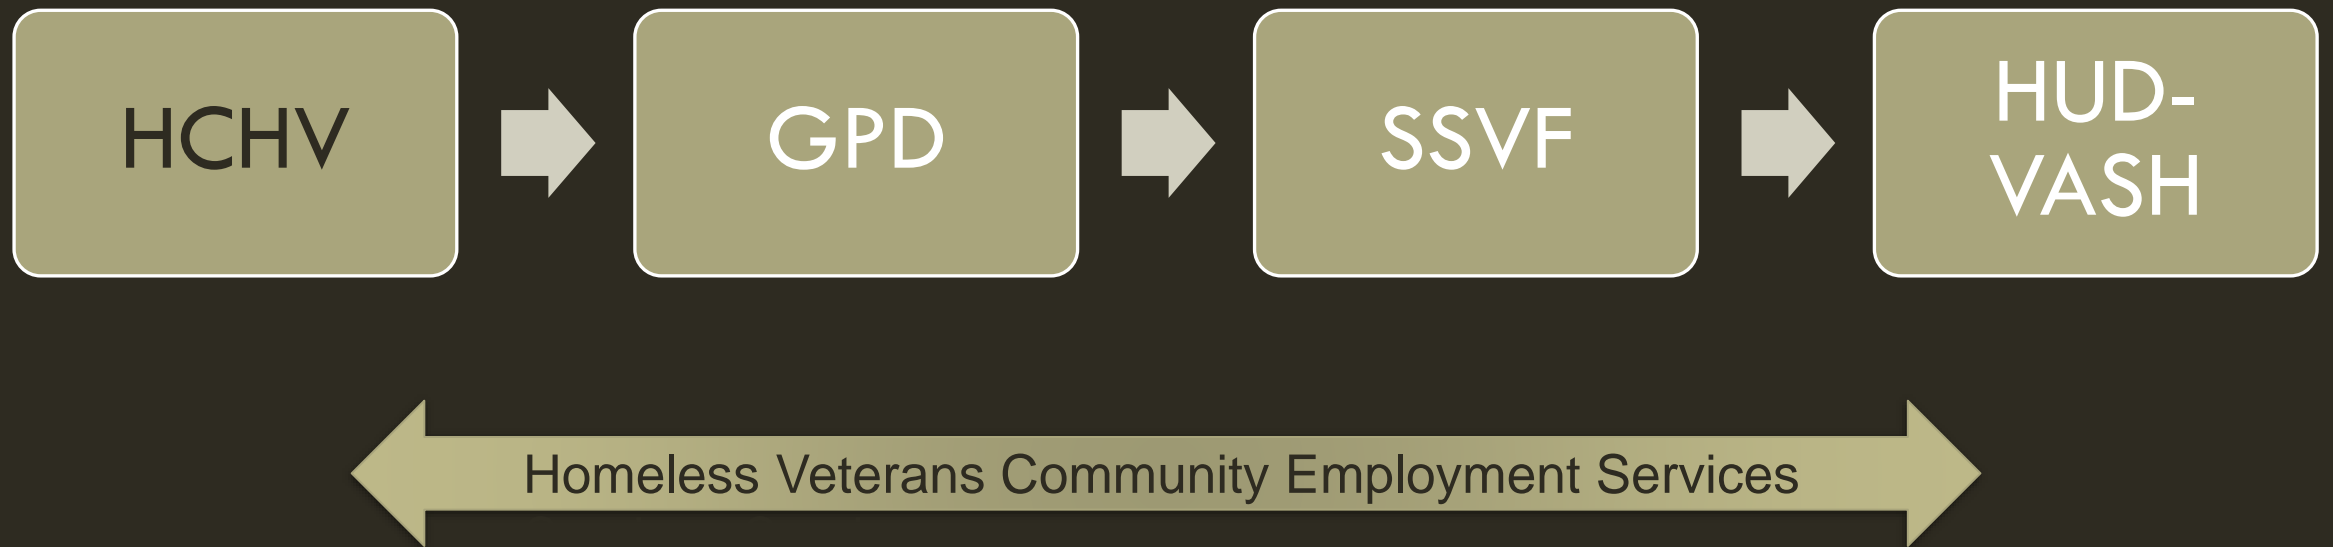 HCHV
GPD
SSVF
HUD-
VASH
Homeless Veterans Community Employment Services